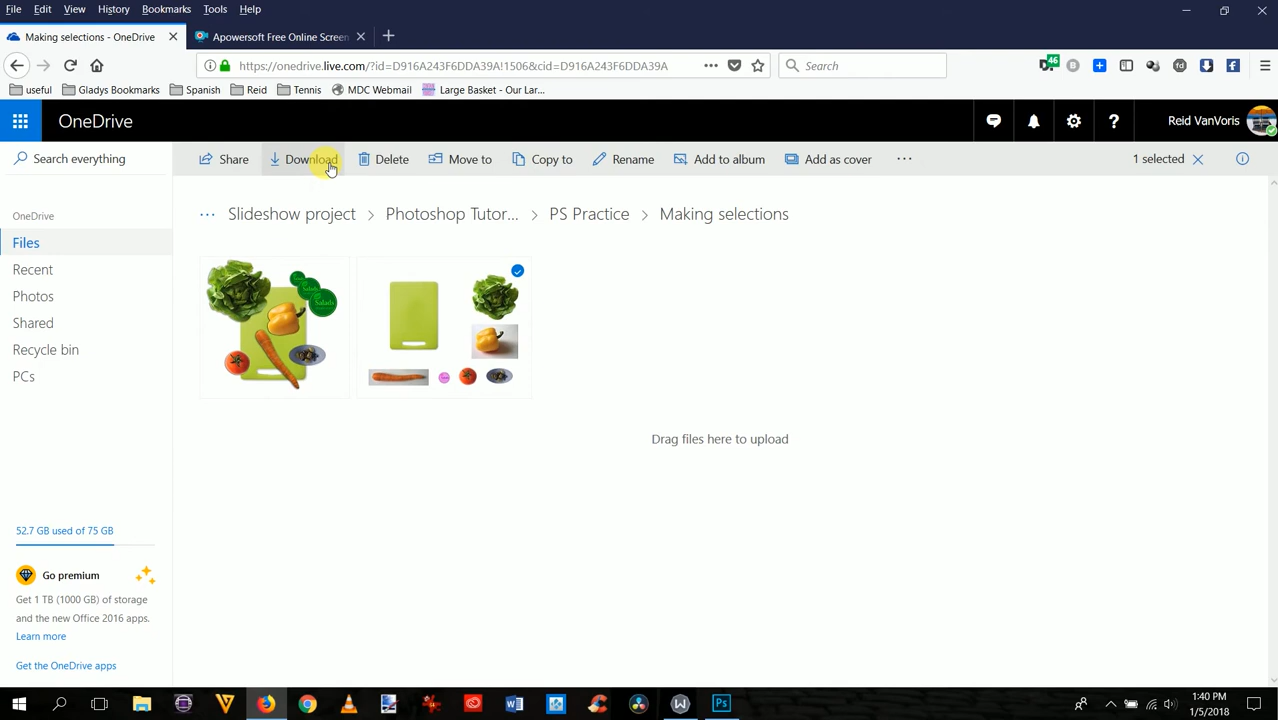 File Edit View History Bookmarks Tools Help
Making selections - OneDrive
Apowersoft Free Online Screen
https://onedrive.live.com/?id=D916A243F6DDA39A!1506&cid=D916A243F6DDA39A
Search
46
useful Gladys Bookmarks Spanish Reid Tennis MDC Webmail Large Basket - Our Lar...
OneDrive
Reid VanVoris
Search everything
Share Download Delete Move to Copy to Rename Add to album Add as cover ... 1 selected
... Slideshow project > Photoshop Tutor... > PS Practice > Making selections
OneDrive
Files
Recent
Photos
Shared
Recycle bin
PCs
Salads
Drag files here to upload
52.7 GB used of 75 GB
Go premium
Get 1 TB (1000 GB) of storage
and the new Office 2016 apps.
Learn more
Get the OneDrive apps
Ps
1:40 PM
1/5/2018